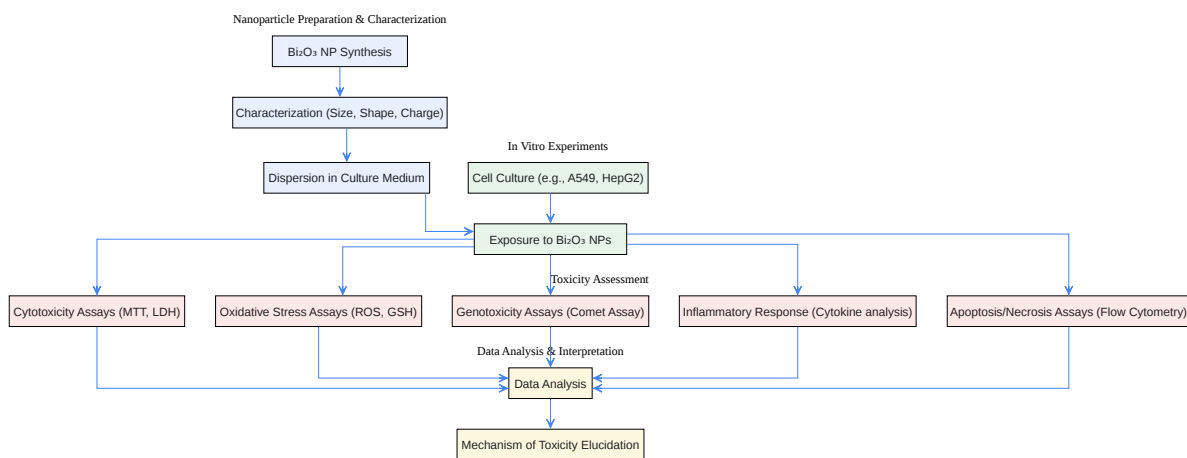 Nanoparticle Preparation & Characterization
Bi₂O₃ NP Synthesis
Characterization (Size, Shape, Charge)
In Vitro Experiments
Dispersion in Culture Medium
Cell Culture (e.g., A549, HepG2)
Exposure to Bi₂O₃ NPs
Toxicity Assessment
Cytotoxicity Assays (MTT, LDH)
Oxidative Stress Assays (ROS, GSH)
Genotoxicity Assays (Comet Assay)
Inflammatory Response (Cytokine analysis)
Apoptosis/Necrosis Assays (Flow Cytometry)
Data Analysis & Interpretation
Data Analysis
Mechanism of Toxicity Elucidation